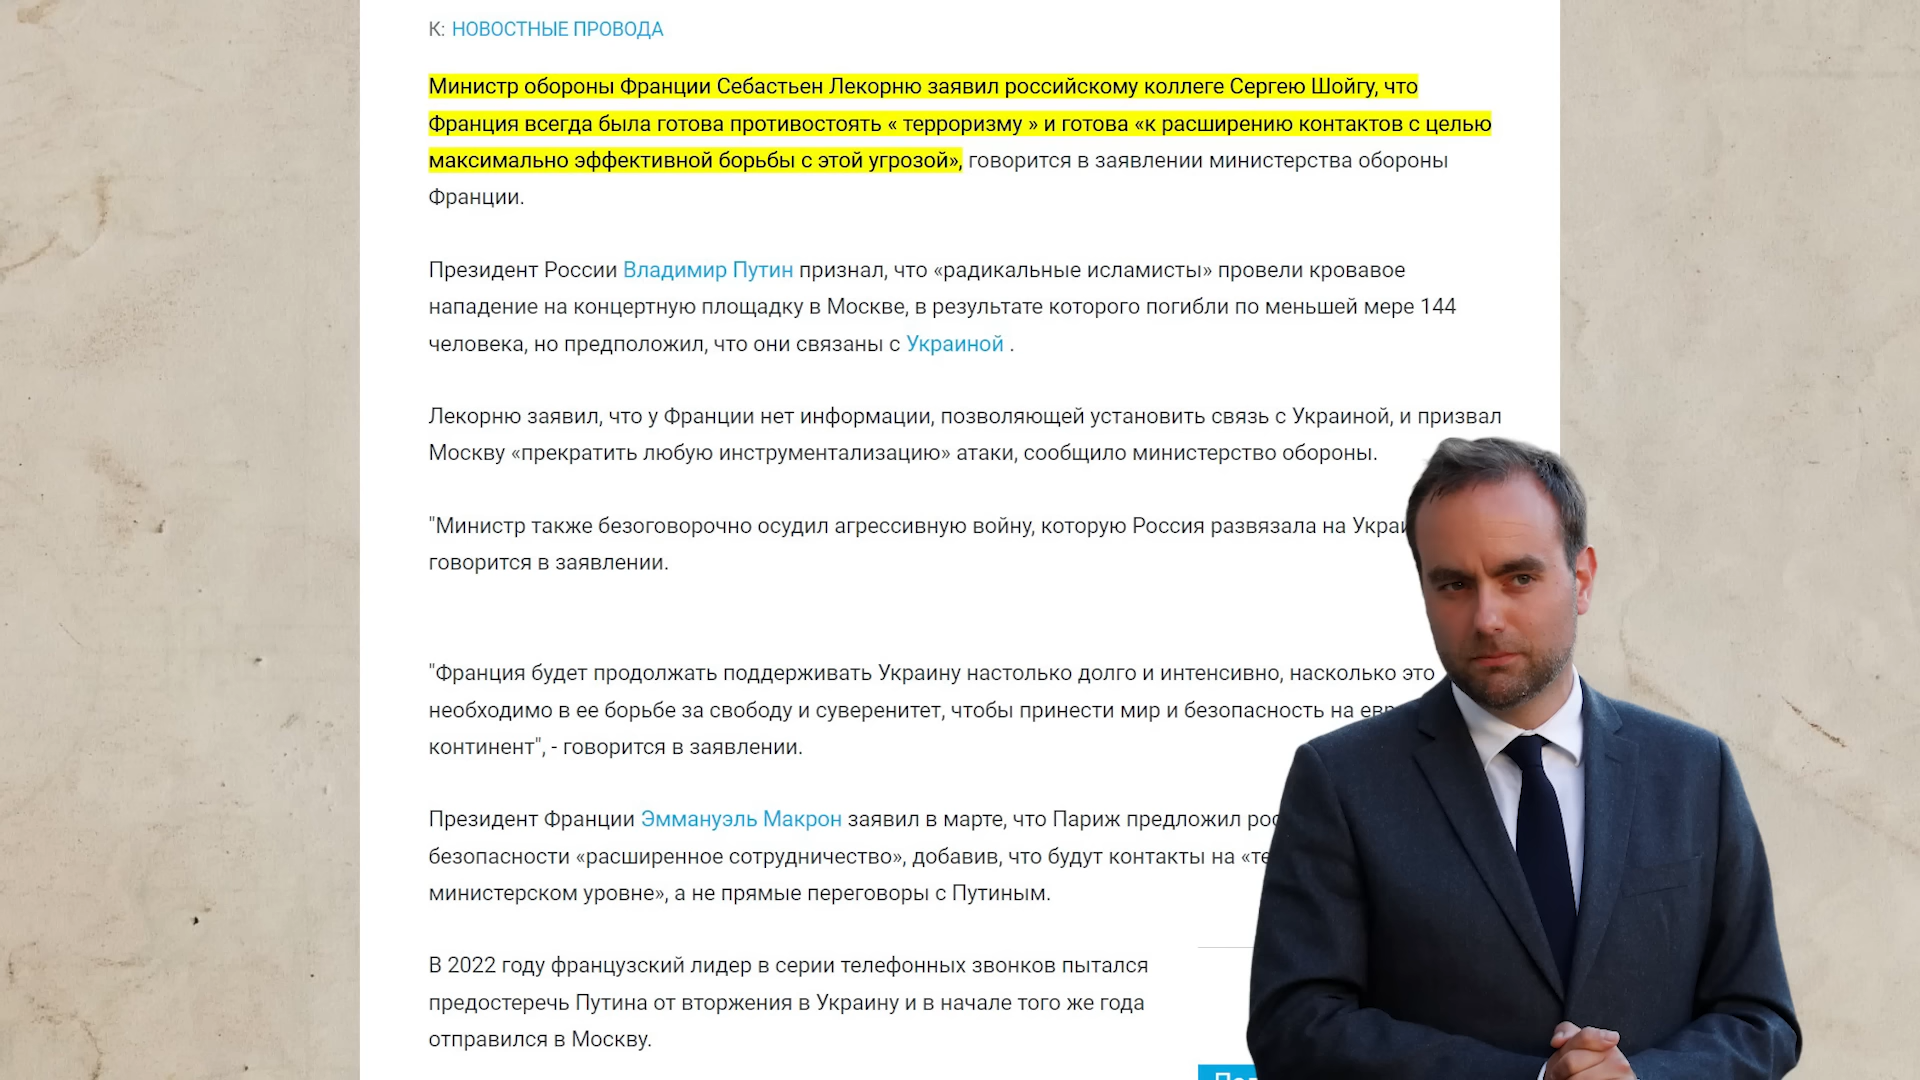 К: НОВОСТНЫЕ ПРОВОДА
Министр обороны Франции Себастьен Лекорню заявил российскому коллеге Сергею Шойгу, что
Франция всегда была готова противостоять « терроризму » и готова «к расширению контактов с целью
максимально эффективной борьбы с этой угрозой», говорится в заявлении министерства обороны
Франции.
Президент России Владимир Путин признал, что «радикальные исламисты» провели кровавое
нападение на концертную площадку в Москве, в результате которого погибли по меньшей мере 144
человека, но предположил, что они связаны с Украиной .
Лекорню заявил, что у Франции нет информации, позволяющей установить связь с Украиной, и призвал
Москву «прекратить любую инструментализацию» атаки, сообщило министерство обороны.
"Министр также безоговорочно осудил агрессивную войну, которую Россия развязала на
говорится в заявлении.
"Франция будет продолжать поддерживать Украину настолько долго и интенсивно, насколько это
необходимо в ее борьбе за свободу и суверенитет, чтобы принести мир и безопасность на
континент", - говорится в заявлении.
Президент Франции Эммануэль Макрон заявил в марте, что Париж предложил
безопасности «расширенное сотрудничество», добавив, что будут контакты на
министерском уровне», а не прямые переговоры с Путиным.
В 2022 году французский лидер в серии телефонных звонков пытался
предостеречь Путина от вторжения в Украину и в начале того же года
отправился в Москву.